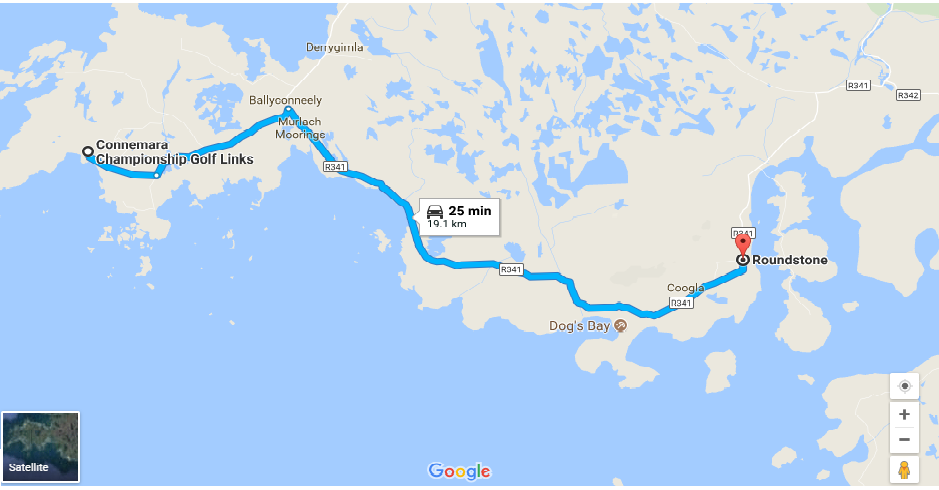 Derrygimla
R341
R342
Ballyconneely
Murlach
Moorings
Connemara
Championship Golf Links
R341
25 min
19.1 km
R341
Roundstone
R341
Coogla
R341
Dog's Bay
Satellite
Google